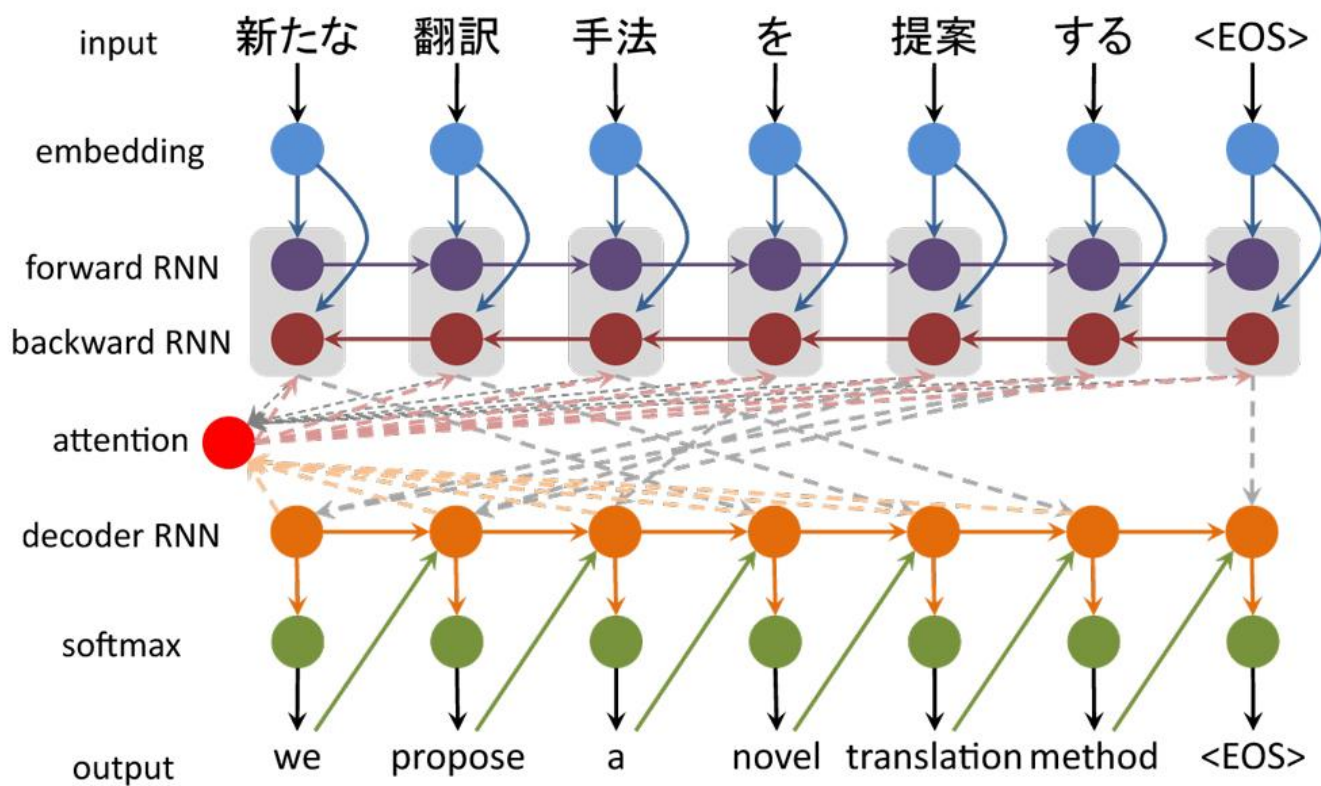 input 新たな 翻訳 手法 を 提案 する <EOS>
embedding
forward RNN
backward RNN
attention
decoder RNN
softmax
output we propose a novel translation method <EOS>